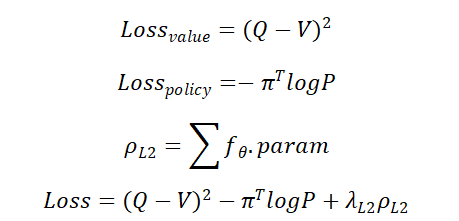 Loss_value = (Q − V)²
Loss_policy =− π^T logP
ρ_L2 = ∑ f_θ.param
Loss = (Q − V)² − π^T logP + λ_L2 ρ_L2